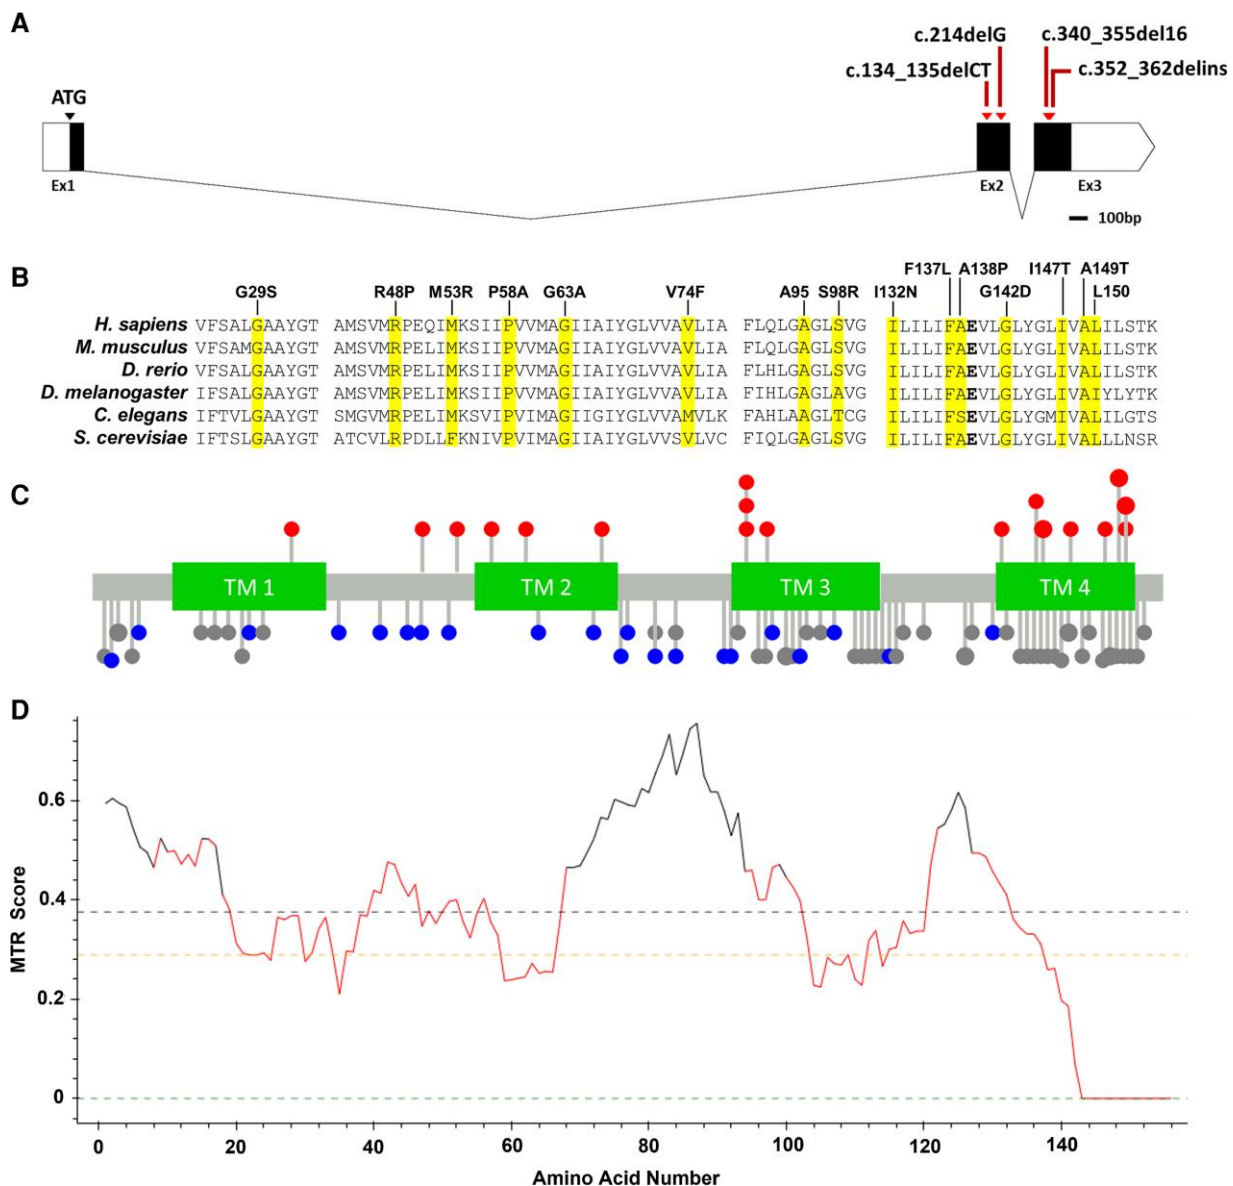 A
c.214delG
c.340_355del16
c.134_135delCT
c.352_362delins
ATG
Ex1
Ex2
Ex3
100bp
B
F137L
A138P
I147T
A149T
G29S
R48P
M53R
P58A
G63A
V74F
A95
S98R
I132N
G142D
L150
H. sapiens VFSALGAAYGT AMSVMRPEQIMKSIIPVVMAGIIAIYGLVVAVLIA FLQLGAGLSVG ILILIFAEVLGLYGLIVALILSTK
M. musculus VFSAMGAAYGT AMSVMRPELIMKSIIPVVMAGIIAIYGLVVAVLIA FLQLGAGLSVG ILILIFAEVLGLYGLIVALILSTK
D. rerio VFSALGAAYGT AMSVMRPELIMKSIIPVVMAGIIAIYGLVVAVLIA FLHLGAGLSVG ILILIFAEVLGLYGLIVALILSTK
D. melanogaster VFSALGAAYGT AMSVMRPELIMKSIIPVVMAGIIAIYGLVVAVLIA FIHLGAGLAVG ILILIFAEVLGLYGLIVAIYLYTK
C. elegans IFTVLGAAYGT SMGVMRPELIMKSVIPVIMAGIIGIYGLVVAMVLK FAHLAAGLTCG ILILIFSEVLGLYGMIVALILGTS
S. cerevisiae IFTSLGAAYGT ATCVLRPDLLFKNIVPVIMAGIIAIYGLVVSVLVC FIQLGAGLSVG ILILIFAEVLGLYGLIVALLLNSR
C
TM 1
TM 2
TM 3
TM 4
D
MTR Score
0.6
0.4
0.2
0
0 20 40 60 80 100 120 140
Amino Acid Number